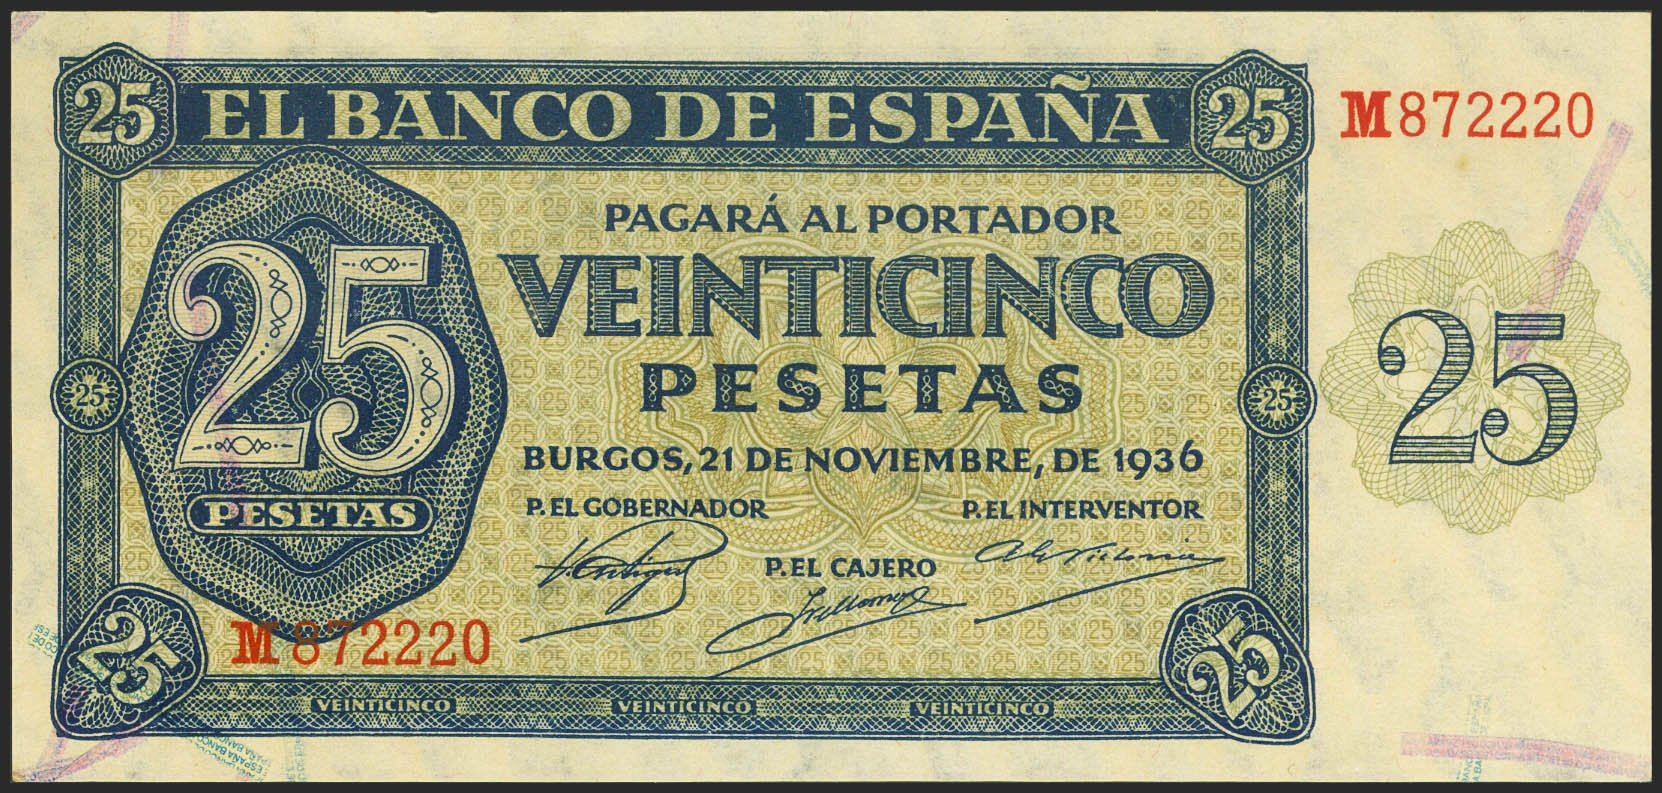 25 EL BANCO DE ESPAÑA 25
M872220
PAGARÁ AL PORTADOR
VEINTICINCO
PESETAS
25
PESETAS
25
25
25
BURGOS, 21 DE NOVIEMBRE, DE 1936
P. EL GOBERNADOR
P. EL INTERVENTOR
P. EL CAJERO
M872220
25
25
VEINTICINCO VEINTICINCO VEINTICINCO